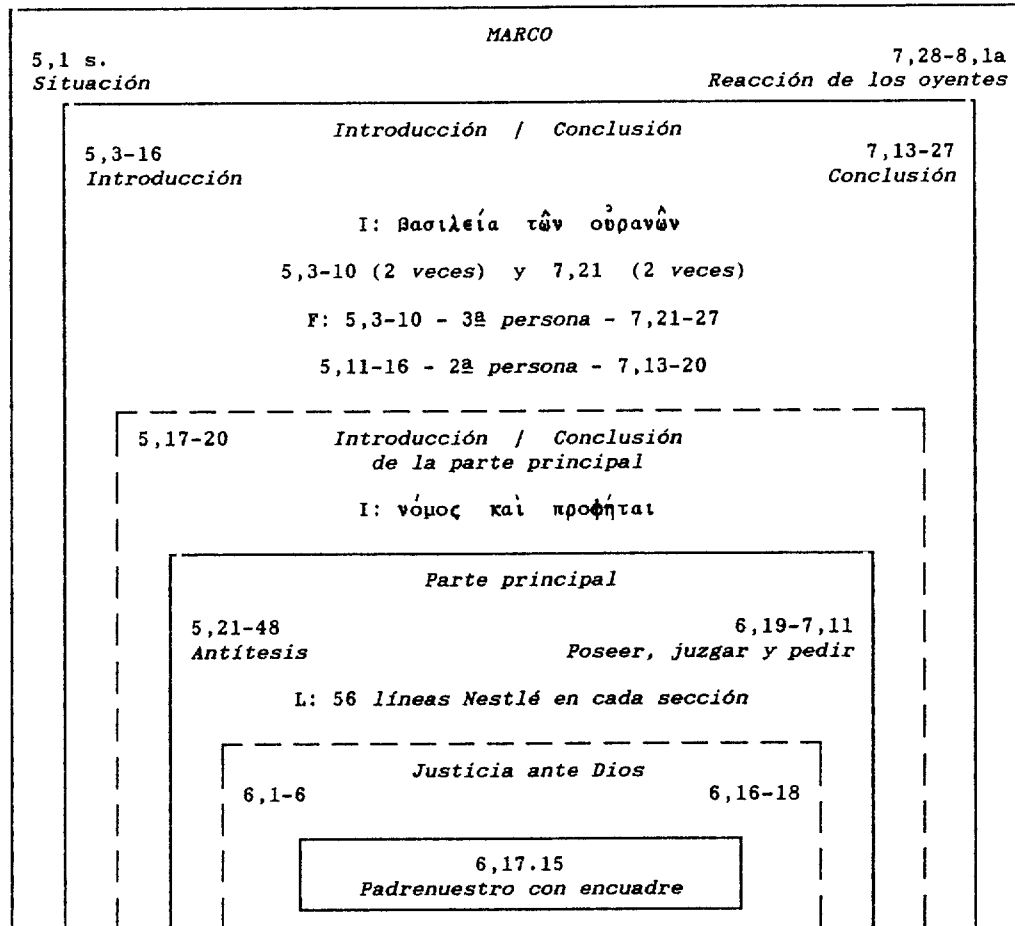 MARCO
5,1 s. 7,28-8,1a
Situación Reacción de los oyentes
Introducción / Conclusión
5,3-16 7,13-27
Introducción Conclusión
I: βασιλεία τῶν οὐρανῶν
5,3-10 (2 veces) y 7,21 (2 veces)
F: 5,3-10 - 3ª persona - 7,21-27
5,11-16 - 2ª persona - 7,13-20
5,17-20 Introducción / Conclusión
de la parte principal
I: νόμος καὶ προφήται
Parte principal
5,21-48 6,19-7,11
Antítesis Poseer, juzgar y pedir
L: 56 líneas Nestlé en cada sección
Justicia ante Dios
6,1-6 6,16-18
6,17.15
Padrenuestro con encuadre